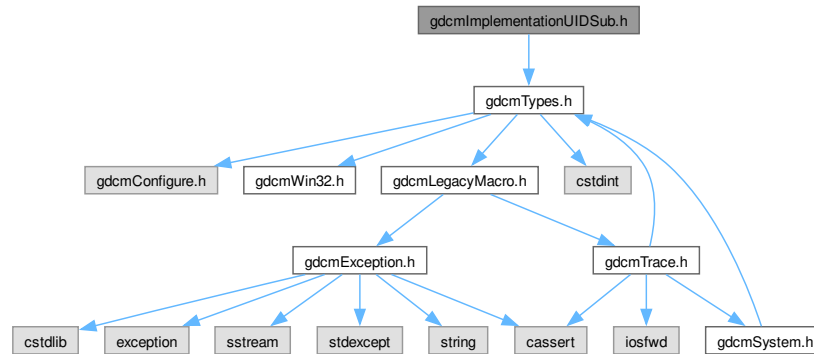 gdcmImplementationUIDSub.h
gdcmTypes.h
gdcmConfigure.h
gdcmWin32.h
gdcmLegacyMacro.h
cstdint
gdcmException.h
gdcmTrace.h
cstdlib
exception
sstream
stdexcept
string
cassert
iosfwd
gdcmSystem.h